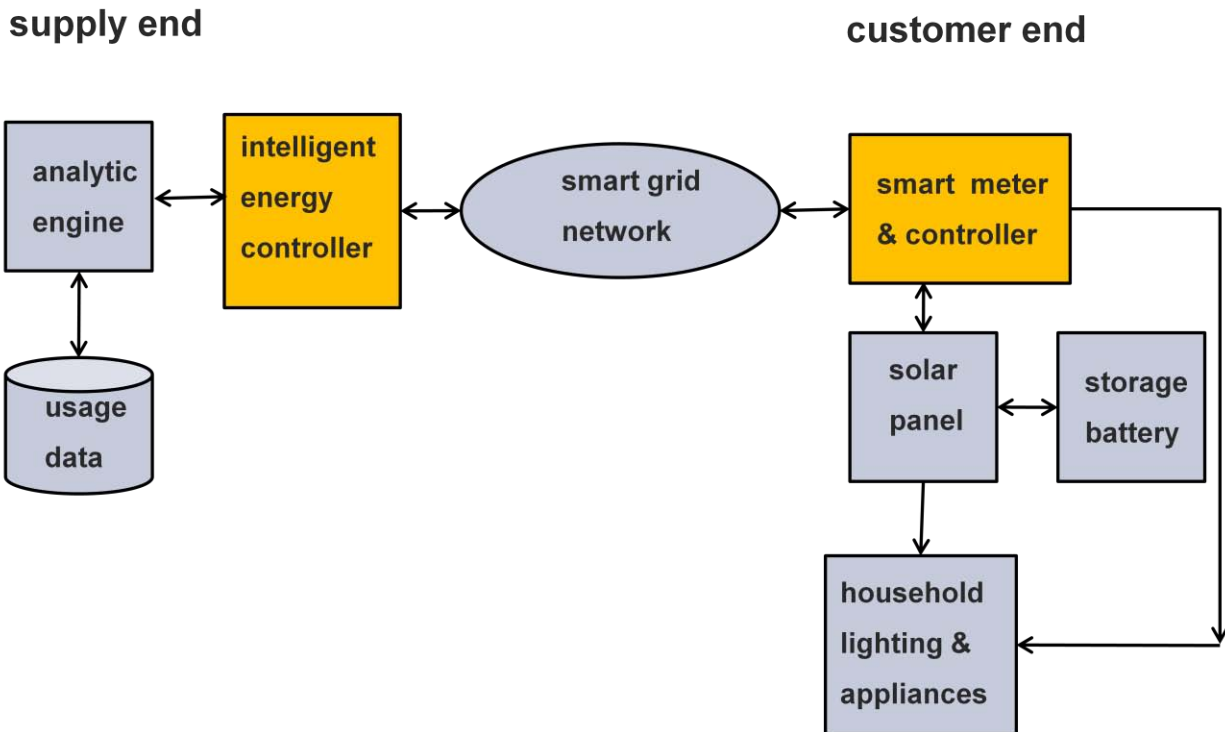 supply end
customer end
analytic
engine
intelligent
energy
controller
smart grid
network
smart meter
& controller
usage
data
solar
panel
storage
battery
household
lighting &
appliances